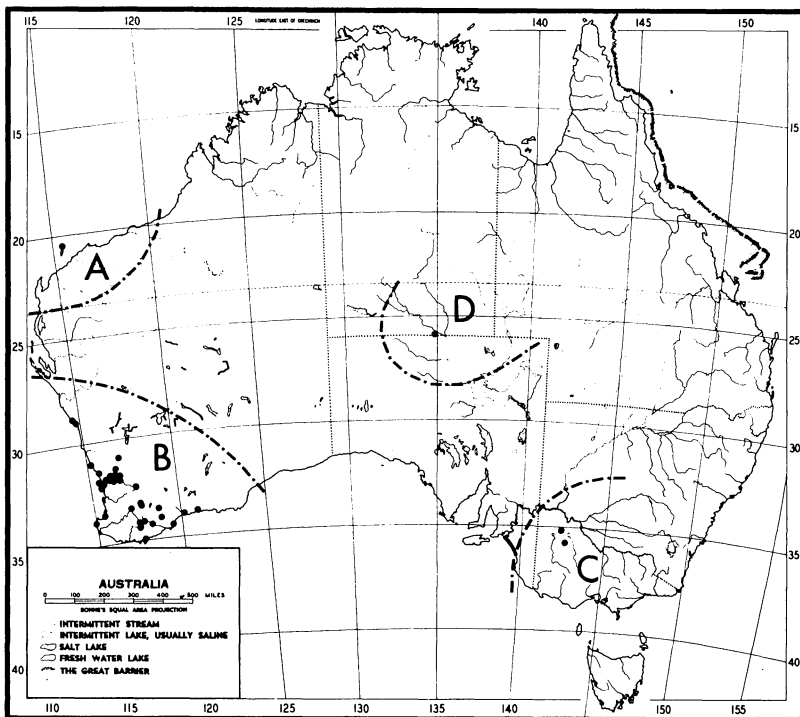 115 120 125 LONGITUDE EAST OF GREENWICH 140 145 150
15 15
20 20
A
D
25 25
B
30 30
C
35 35
AUSTRALIA
0 100 200 300 400 500 MILES
BONNE'S EQUAL AREA PROJECTION
INTERMITTENT STREAM
INTERMITTENT LAKE, USUALLY SALINE
SALT LAKE
FRESH WATER LAKE
THE GREAT BARRIER
40 40
110 115 120 125 130 135 140 145 150